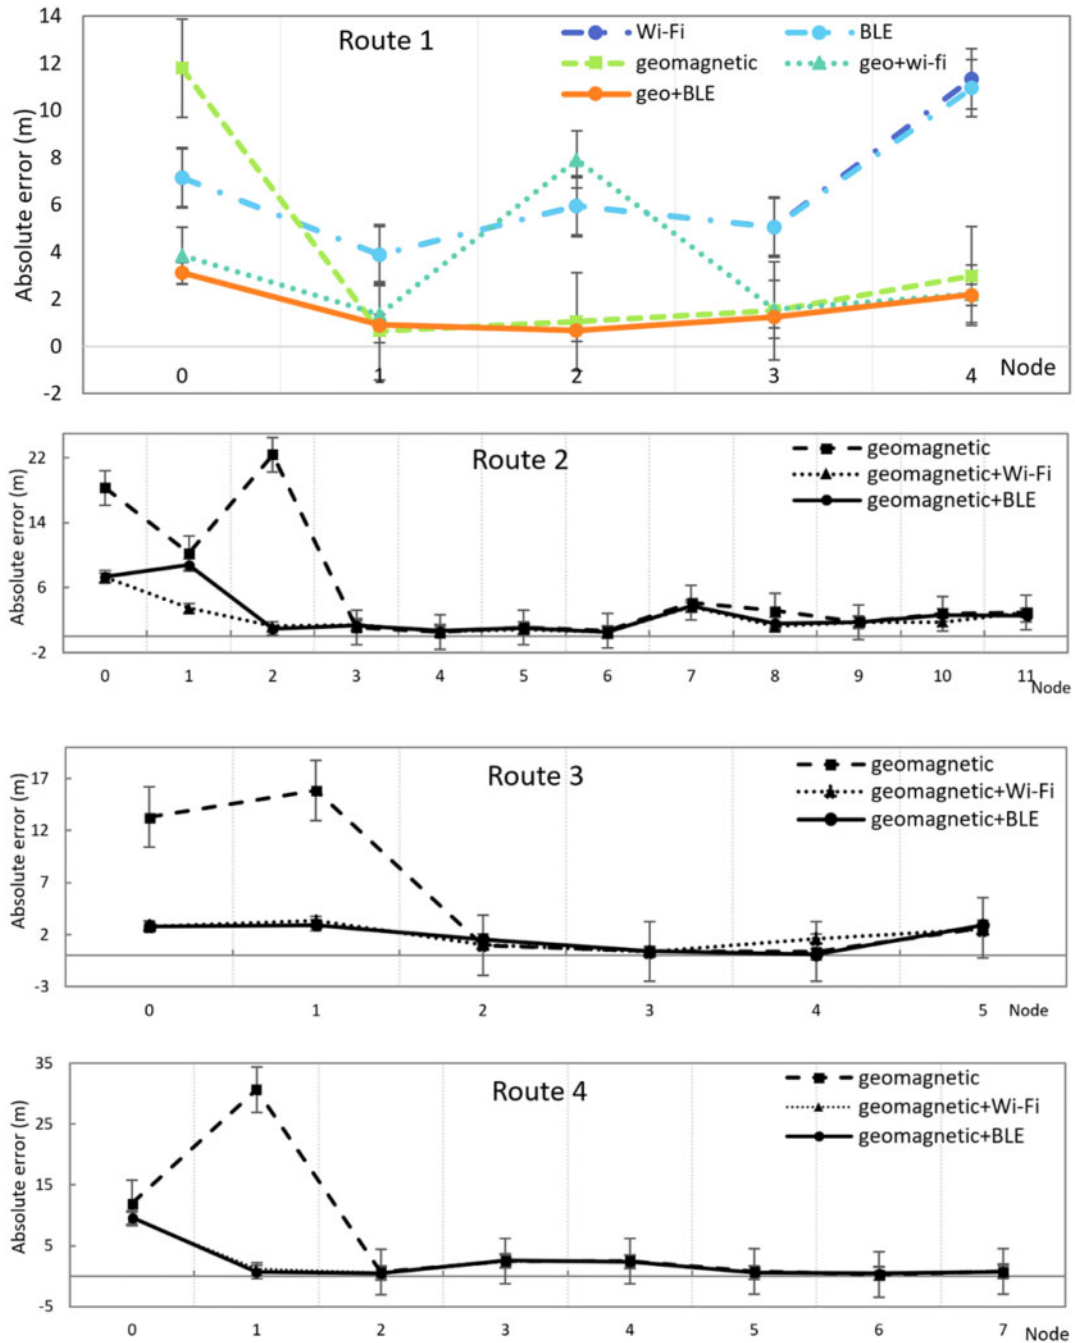 Route 1
Wi-Fi
BLE
geomagnetic
geo+wi-fi
geo+BLE
Absolute error (m)
14
12
10
8
6
4
2
0
-2
0 1 2 3 4 Node
Route 2
geomagnetic
geomagnetic+Wi-Fi
geomagnetic+BLE
Absolute error (m)
22
14
6
-2
0 1 2 3 4 5 6 7 8 9 10 11 Node
Route 3
geomagnetic
geomagnetic+Wi-Fi
geomagnetic+BLE
Absolute error (m)
17
12
7
2
-3
0 1 2 3 4 5 Node
Route 4
geomagnetic
geomagnetic+Wi-Fi
geomagnetic+BLE
Absolute error (m)
35
25
15
5
-5
0 1 2 3 4 5 6 7 Node